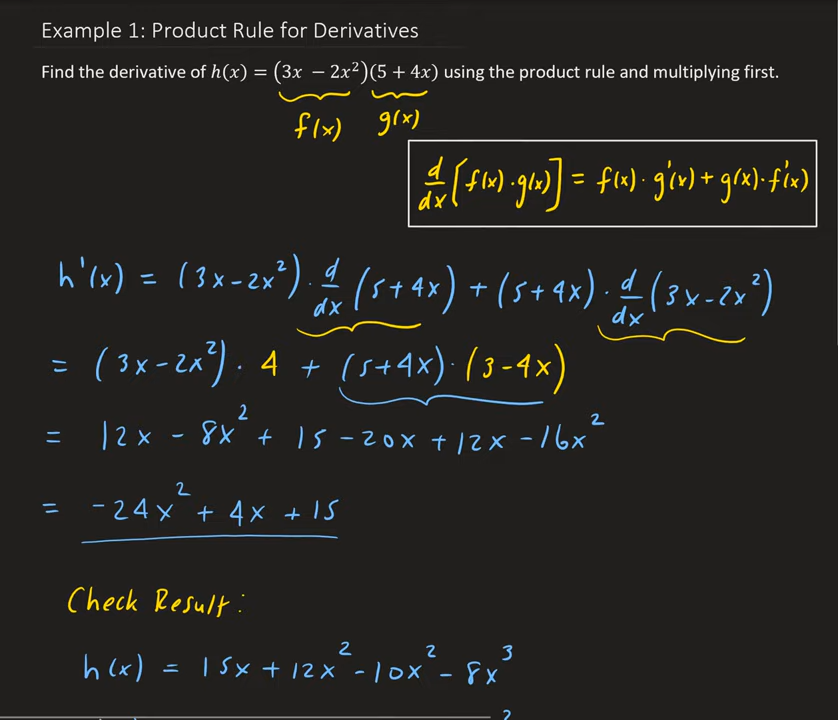 Example 1: Product Rule for Derivatives
Find the derivative of h(x) = (3x − 2x²)(5 + 4x) using the product rule and multiplying first.
f(x) g(x)
d/dx [f(x) · g(x)] = f(x) · g'(x) + g(x) · f'(x)
h'(x) = (3x − 2x²) · d/dx (5 + 4x) + (5 + 4x) · d/dx (3x − 2x²)
= (3x − 2x²) · 4 + (5 + 4x) · (3 − 4x)
= 12x − 8x² + 15 − 20x + 12x − 16x²
= −24x² + 4x + 15
Check Result:
h(x) = 15x + 12x² − 10x² − 8x³
2